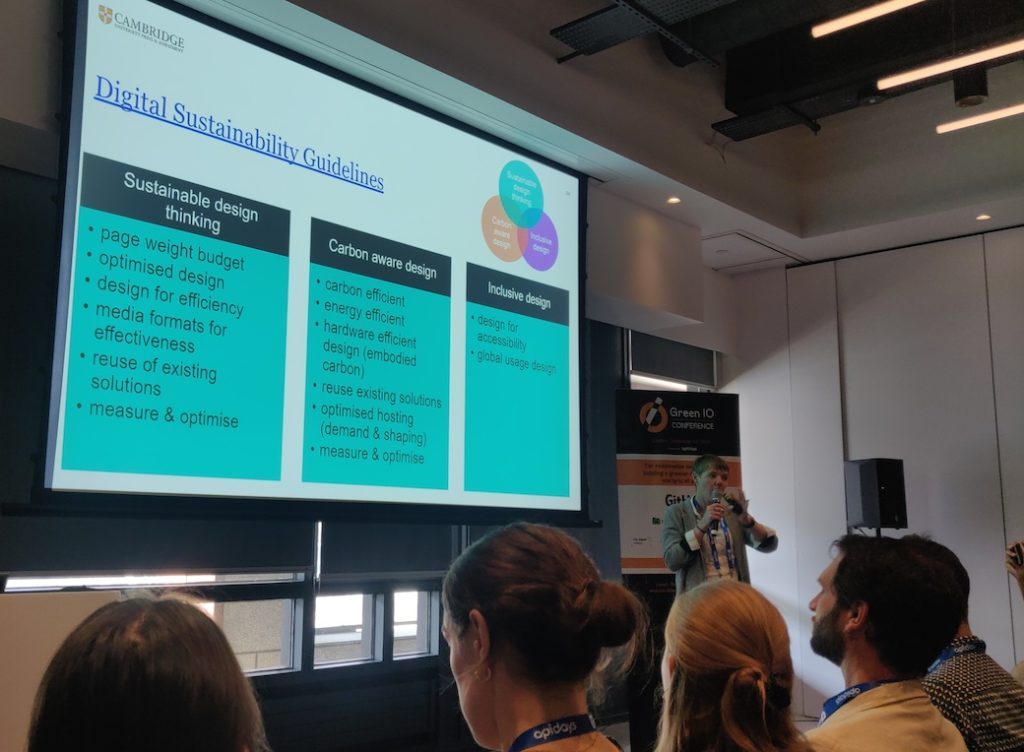 CAMBRIDGE
UNIVERSITY PRESS & ASSESSMENT
Digital Sustainability Guidelines
Sustainable design
thinking
• page weight budget
• optimised design
• design for efficiency
• media formats for
effectiveness
• reuse of existing
solutions
• measure & optimise
Carbon aware design
• carbon efficient
• energy efficient
• hardware efficient
design (embodied
carbon)
• reuse existing solutions
• optimised hosting
(demand & shaping)
• measure & optimise
Inclusive design
• design for
accessibility
• global usage design
Sustainable
design
thinking
Carbon
aware
design
Inclusive
design
Green IO
CONFERENCE
apidays
apidays